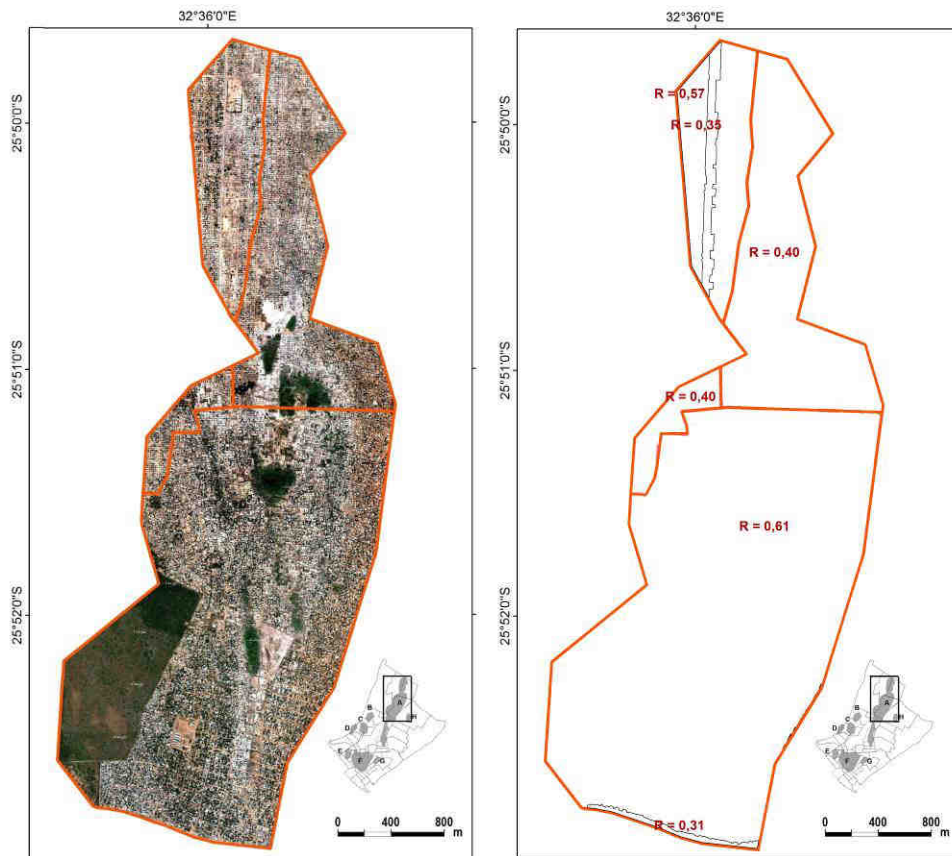 32°36'0"E
32°36'0"E
25°50'0"S
25°51'0"S
25°52'0"S
25°50'0"S
25°51'0"S
25°52'0"S
R = 0,57
R = 0,35
R = 0,40
R = 0,40
R = 0,61
R = 0,31
A
B
C
D
H
E
F
G
0 400 800
m
A
B
C
D
H
E
F
G
0 400 800
m